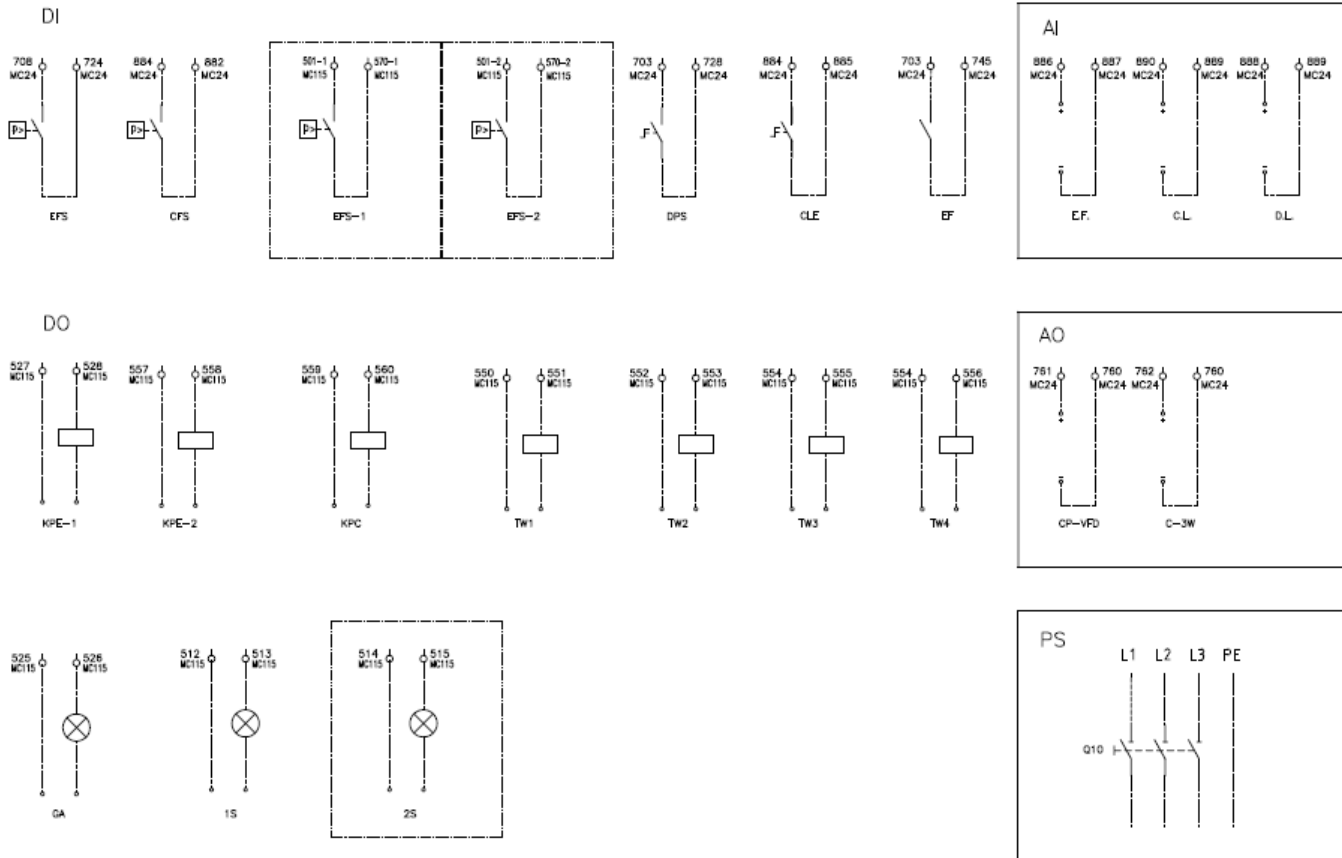 DI
708 724 884 882 501-1 570-1 501-2 570-2 703 728 884 885 703 745
MC24 MC24 MC24 MC24 MC115 MC115 MC115 MC115 MC24 MC24 MC24 MC24 MC24 MC24
P> P> P> P> F F
EFS CFS EFS-1 EFS-2 DPS CLE EF
AI
886 887 890 889 888 889
MC24 MC24 MC24 MC24 MC24 MC24
+ + +
- - -
E.F. C.L. D.L.
DO
527 528 557 558 559 560 550 551 552 553 554 555 554 556
MC115 MC115 MC115 MC115 MC115 MC115 MC115 MC115 MC115 MC115 MC115 MC115 MC115 MC115
KPE-1 KPE-2 KPC TW1 TW2 TW3 TW4
AO
761 760 762 760
MC24 MC24 MC24 MC24
+ +
- -
CP-VFD C-3W
525 526 512 513 514 515
MC115 MC115 MC115 MC115 MC115 MC115
GA 1S 2S
PS
L1 L2 L3 PE
Q10